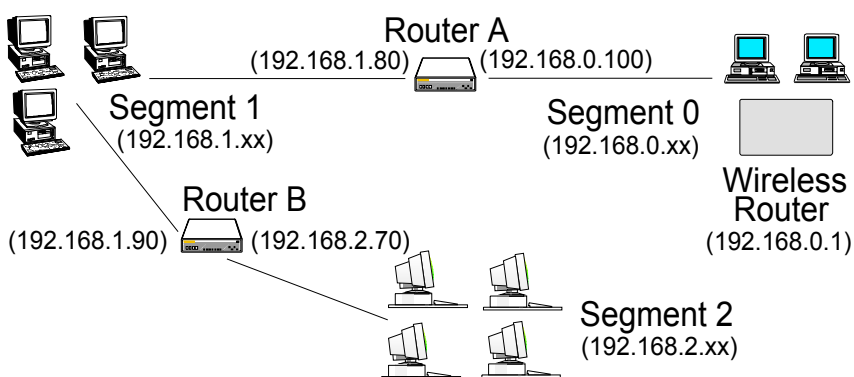 Router A
(192.168.1.80)
(192.168.0.100)
Segment 1
(192.168.1.xx)
Segment 0
(192.168.0.xx)
Wireless
Router
(192.168.0.1)
Router B
(192.168.1.90)
(192.168.2.70)
Segment 2
(192.168.2.xx)